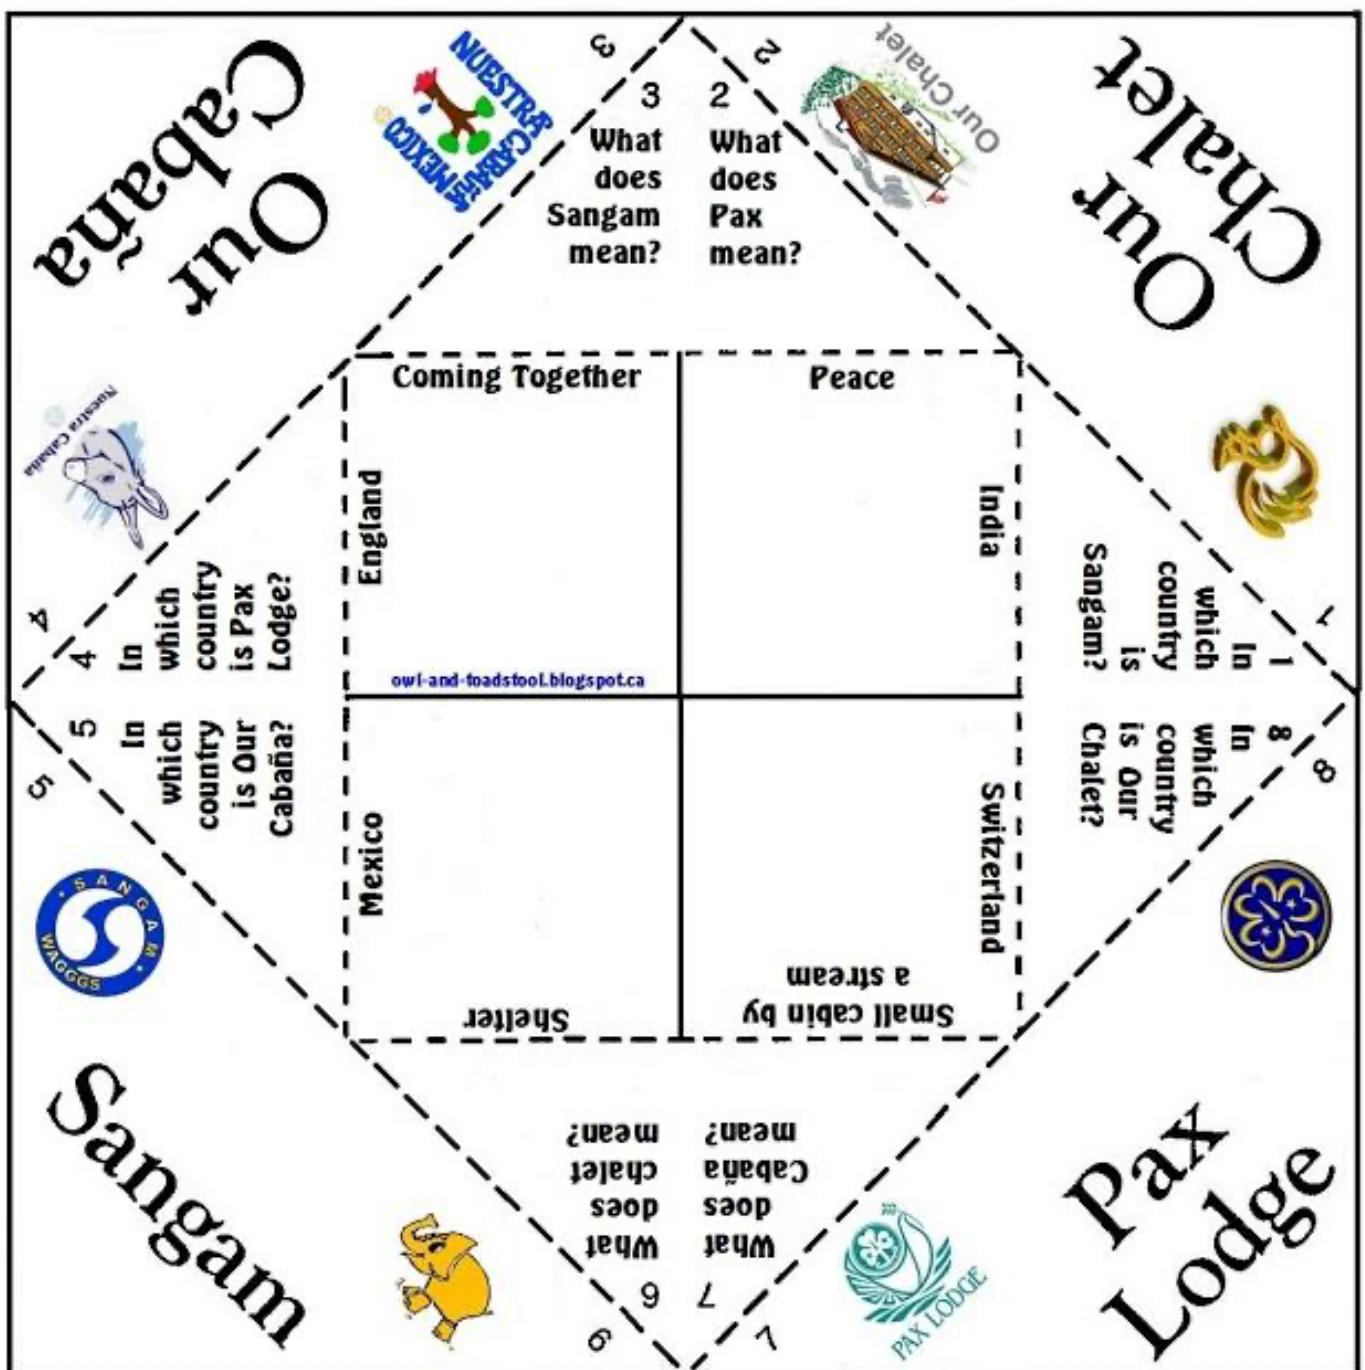 Our
Cabaña
NUESTRA
CABAÑA
MEXICO
3
3
What
does
Sangam
mean?
2
2
What
does
Pax
mean?
Our Chalet
Our
Chalet
Nuestra Cabaña
4
4
In
which
country
is Pax
Lodge?
Coming Together
England
owl-and-toadstool.blogspot.ca
Peace
India
1
1
In
which
country
is
Sangam?
5
5
In
which
country
is Our
Cabaña?
Mexico
Shelter
Switzerland
Small cabin by
a stream
8
8
In
which
country
is Our
Chalet?
SANGAM
WAGGGS
Sangam
6
6
What
does
chalet
mean?
7
7
What
does
Cabaña
mean?
PAX LODGE
Pax
Lodge